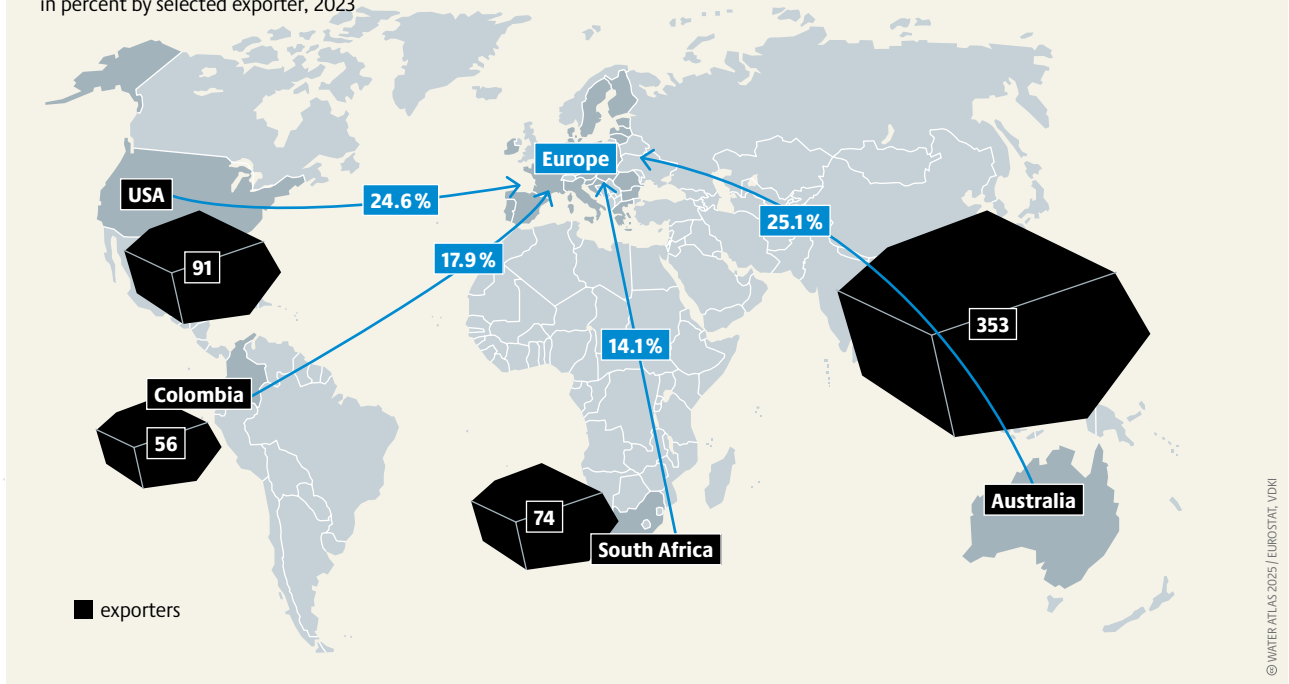 in percent by selected exporter, 2023
Europe
USA
24.6 %
25.1 %
17.9 %
91
353
14.1 %
Colombia
56
Australia
74
South Africa
exporters
© WATER ATLAS 2025 / EUROSTAT, VDKI